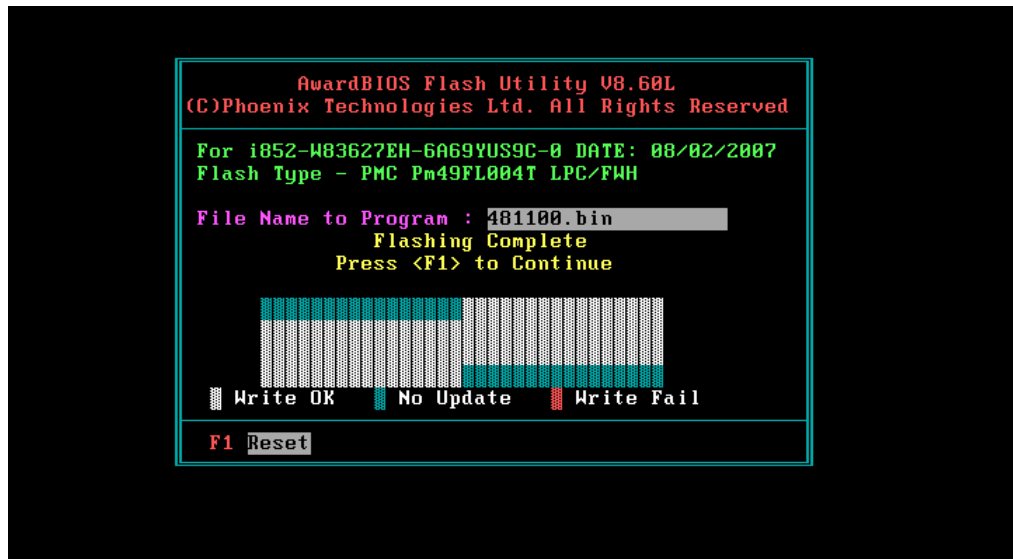 AwardBIOS Flash Utility V8.60L
(C)Phoenix Technologies Ltd. All Rights Reserved
For i852-W83627EH-6A69YUS9C-0 DATE: 08/02/2007
Flash Type - PMC Pm49FL004T LPC/FWH
File Name to Program : 481100.bin
Flashing Complete
Press <F1> to Continue
Write OK No Update Write Fail
F1 Reset